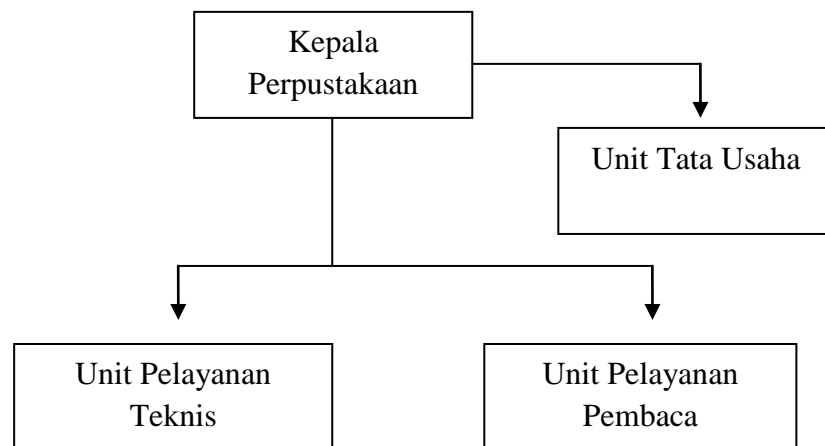 Kepala
Perpustakaan
Unit Tata Usaha
Unit Pelayanan
Teknis
Unit Pelayanan
Pembaca